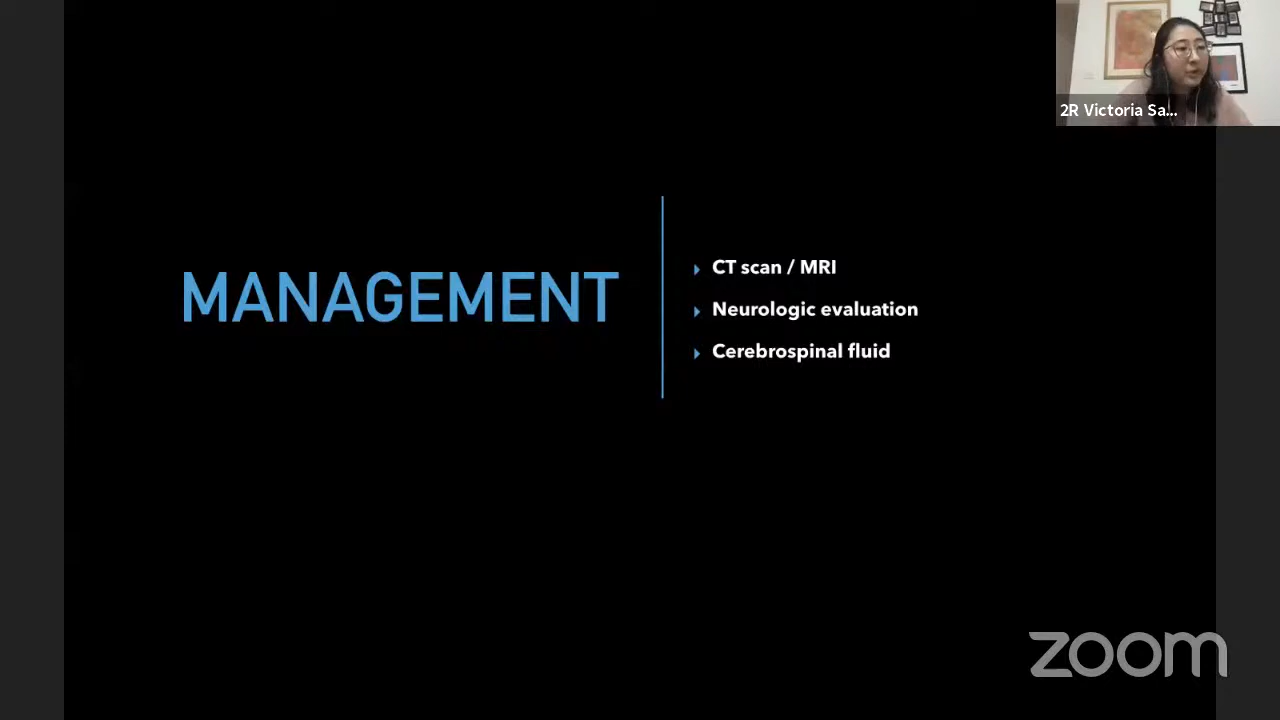 2R Victoria Sa...
MANAGEMENT
CT scan / MRI
Neurologic evaluation
Cerebrospinal fluid
zoom